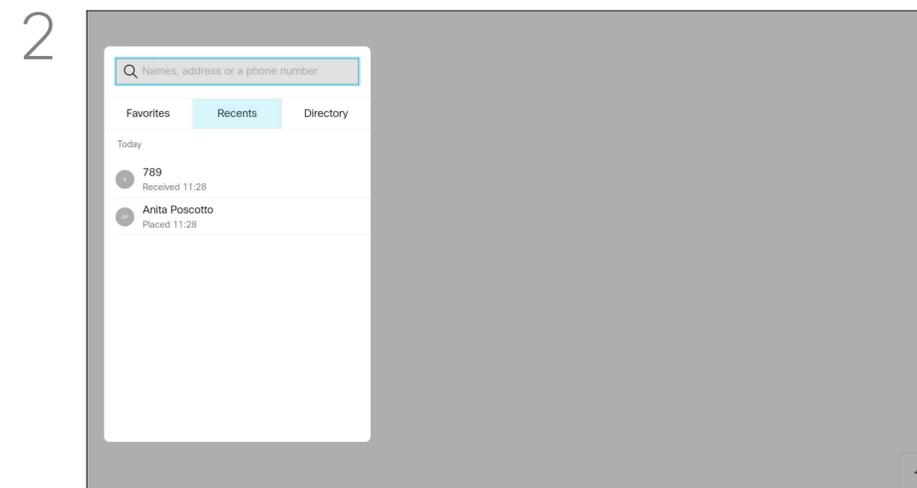 2
Names, address or a phone number
Favorites Recents Directory
Today
789
Received 11:28
AP
Anita Poscotto
Placed 11:28